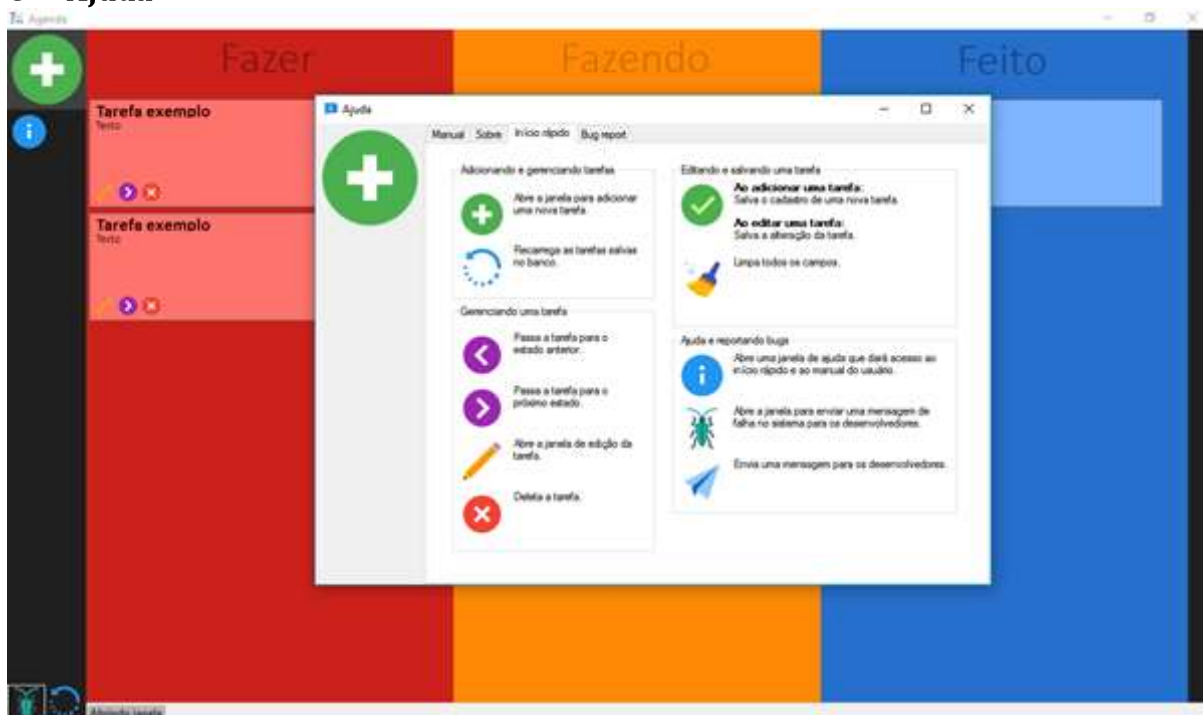 Agenda
Fazer
Fazendo
Feito
Tarefa exemplo
Texto
Tarefa exemplo
Texto
Ajuda
Manual Sobre Início rápido Bug report
Adicionando e gerenciando tarefas
Abre a janela para adicionar
uma nova tarefa.
Recarrega as tarefas salvas
no banco.
Gerenciando uma tarefa
Passa a tarefa para o
estado anterior.
Passa a tarefa para o
próximo estado.
Abre a janela de edição da
tarefa.
Deleta a tarefa.
Editando e salvando uma tarefa
Ao adicionar uma tarefa:
Salva o cadastro de uma nova tarefa.
Ao editar uma tarefa:
Salva a alteração da tarefa.
Limpa todos os campos.
Ajuda e reportando bugs
Abre uma janela de ajuda que dará acesso ao
início rápido e ao manual do usuário.
Abre a janela para enviar uma mensagem de
falha no sistema para os desenvolvedores.
Envia uma mensagem para os desenvolvedores.